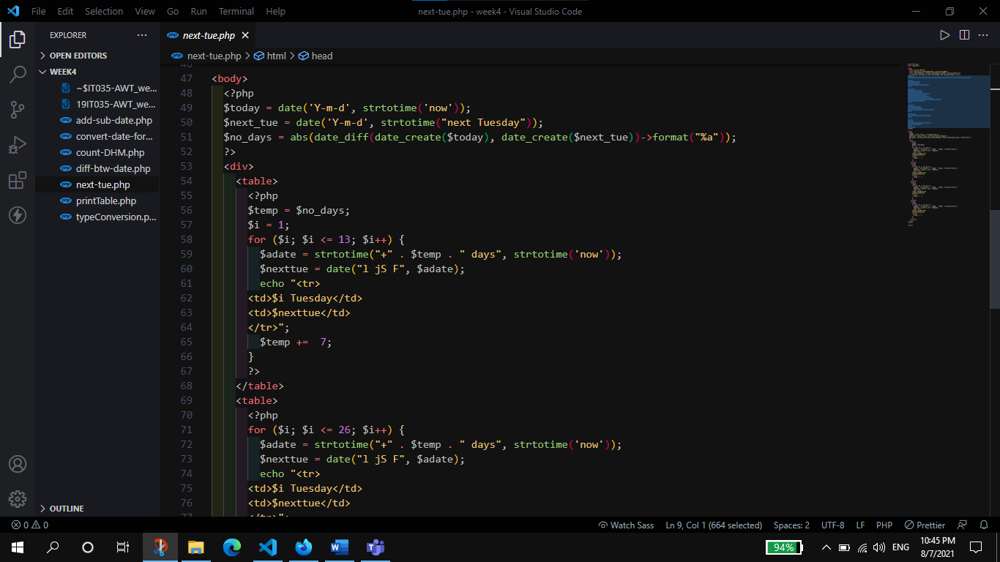 File Edit Selection View Go Run Terminal Help
next-tue.php - week4 - Visual Studio Code
EXPLORER
OPEN EDITORS
WEEK4
~$IT035-AWT_we...
19IT035-AWT_we...
add-sub-date.php
convert-date-for...
count-DHM.php
diff-btw-date.php
next-tue.php
printTable.php
typeConversion.p...
OUTLINE
next-tue.php
next-tue.php > html > head
47 <body>
48 <?php
49 $today = date('Y-m-d', strtotime('now'));
50 $next_tue = date('Y-m-d', strtotime("next Tuesday"));
51 $no_days = abs(date_diff(date_create($today), date_create($next_tue))->format("%a"));
52 ?>
53 <div>
54 <table>
55 <?php
56 $temp = $no_days;
57 $i = 1;
58 for ($i; $i <= 13; $i++) {
59 $adate = strtotime("+" . $temp . " days", strtotime('now'));
60 $nexttue = date("l jS F", $adate);
61 echo "<tr>
62 <td>$i Tuesday</td>
63 <td>$nexttue</td>
64 </tr>";
65 $temp +=  7;
66 }
67 ?>
68 </table>
69 <table>
70 <?php
71 for ($i; $i <= 26; $i++) {
72 $adate = strtotime("+" . $temp . " days", strtotime('now'));
73 $nexttue = date("l jS F", $adate);
74 echo "<tr>
75 <td>$i Tuesday</td>
76 <td>$nexttue</td>
77 </tr>";
0 0
Watch Sass
Ln 9, Col 1 (664 selected)
Spaces: 2
UTF-8
LF
PHP
Prettier
94%
ENG
10:45 PM
8/7/2021